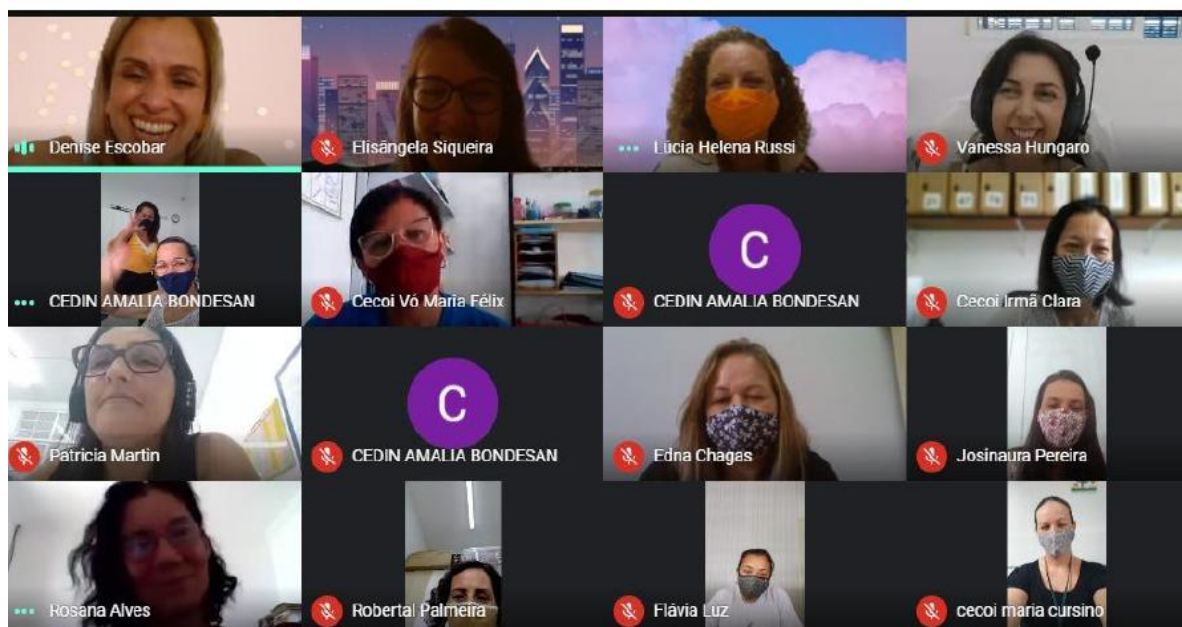 Denise Escobar
Elisângela Siqueira
Lúcia Helena Russi
Vanessa Hungaro
CEDIN AMALIA BONDESAN
Cecoi Vó Maria Félix
C
CEDIN AMALIA BONDESAN
Cecoi Irmã Clara
Patricia Martin
C
CEDIN AMALIA BONDESAN
Edna Chagas
Josinaura Pereira
Rosana Alves
Robertal Palmeira
Flávia Luz
cecoi maria cursino